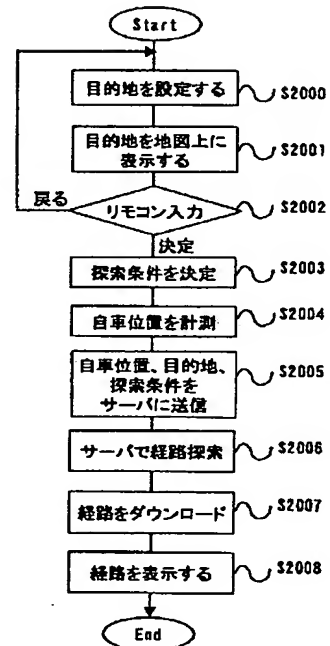 Start
目的地を設定する
S2000
目的地を地図上に
表示する
S2001
戻る
リモコン入力
S2002
決定
探索条件を決定
S2003
自車位置を計測
S2004
自車位置、目的地、
探索条件を
サーバに送信
S2005
サーバで経路探索
S2006
経路をダウンロード
S2007
経路を表示する
S2008
End